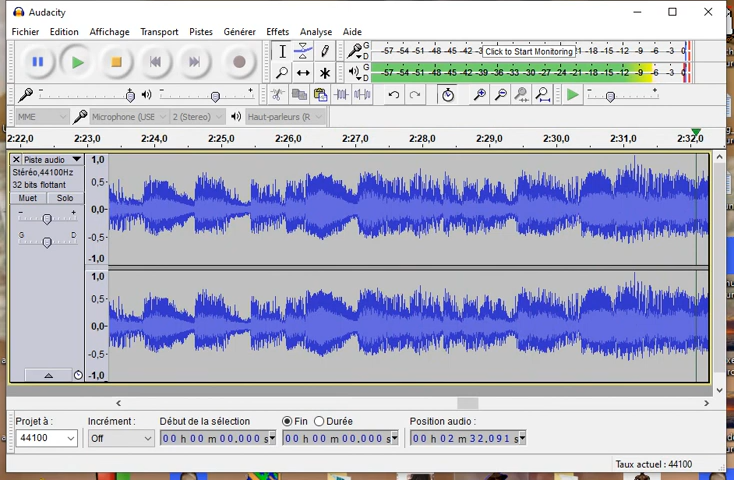 Audacity
Fichier Edition Affichage Transport Pistes Générer Effets Analyse Aide
G D -57 -54 -51 -48 -45 -42 -39 Click to Start Monitoring -21 -18 -15 -12 -9 -6 -3 0
G D -57 -54 -51 -48 -45 -42 -39 -36 -33 -30 -27 -24 -21 -18 -15 -12 -9 -6 -3 0
MME Microphone (USE 2 (Stereo) Haut-parleurs (R
2:22,0 2:23,0 2:24,0 2:25,0 2:26,0 2:27,0 2:28,0 2:29,0 2:30,0 2:31,0 2:32,0
Piste audio
Stéréo,44100Hz
32 bits flottant
Muet Solo
- +
G D
1,0
0,5
0,0
-0,5
-1,0
1,0
0,5
0,0
-0,5
-1,0
Projet à : Incrément: Début de la sélection Fin Durée Position audio :
44100 Off 00 h 00 m 00,000 s 00 h 00 m 00,000 s 00 h 02 m 32,091 s
Taux actuel : 44100